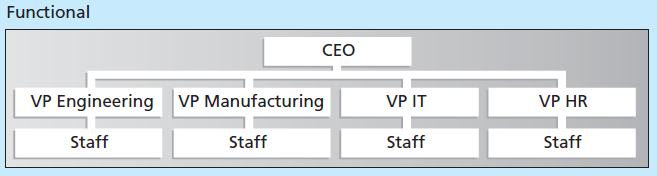 Functional
CEO
VP Engineering VP Manufacturing VP IT VP HR
Staff Staff Staff Staff